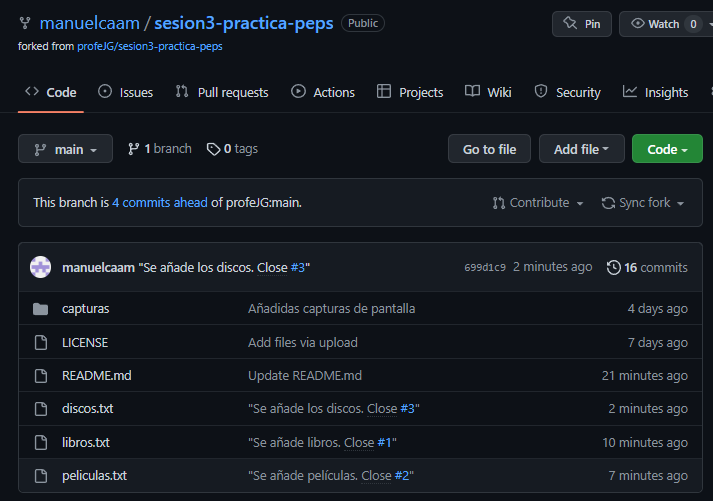 manuelcaam / sesion3-practica-peps Public Pin Watch 0
forked from profeJG/sesion3-practica-peps
Code Issues Pull requests Actions Projects Wiki Security Insights
main 1 branch 0 tags Go to file Add file Code
This branch is 4 commits ahead of profeJG:main. Contribute Sync fork
manuelcaam "Se añade los discos. Close #3" 699d1c9 2 minutes ago 16 commits
capturas Añadidas capturas de pantalla 4 days ago
LICENSE Add files via upload 7 days ago
README.md Update README.md 21 minutes ago
discos.txt "Se añade los discos. Close #3" 2 minutes ago
libros.txt "Se añade libros. Close #1" 10 minutes ago
peliculas.txt "Se añade películas. Close #2" 7 minutes ago